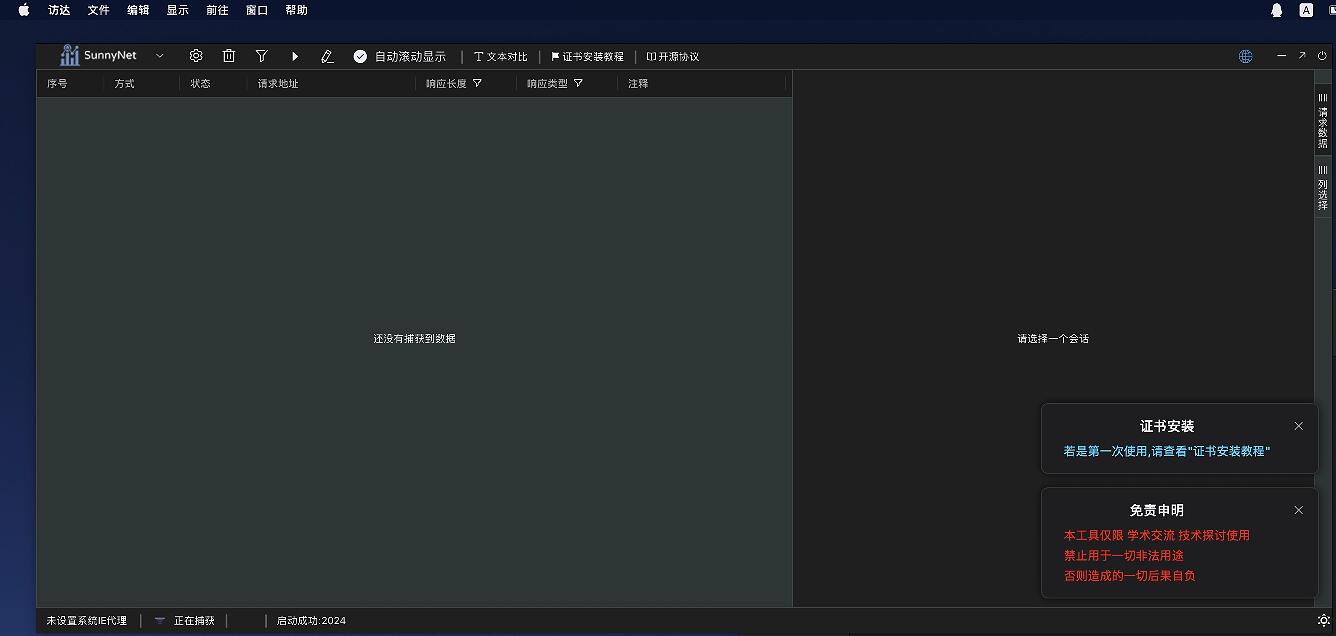 访达 文件 编辑 显示 前往 窗口 帮助 A
SunnyNet 自动滚动显示 文本对比 证书安装教程 开源协议
序号 方式 状态 请求地址 响应长度 响应类型 注释
请求数据
列选择
还没有捕获到数据
请选择一个会话
证书安装
若是第一次使用,请查看"证书安装教程"
免责申明
本工具仅限 学术交流 技术探讨使用
禁止用于一切非法用途
否则造成的一切后果自负
未设置系统IE代理 正在捕获 启动成功:2024